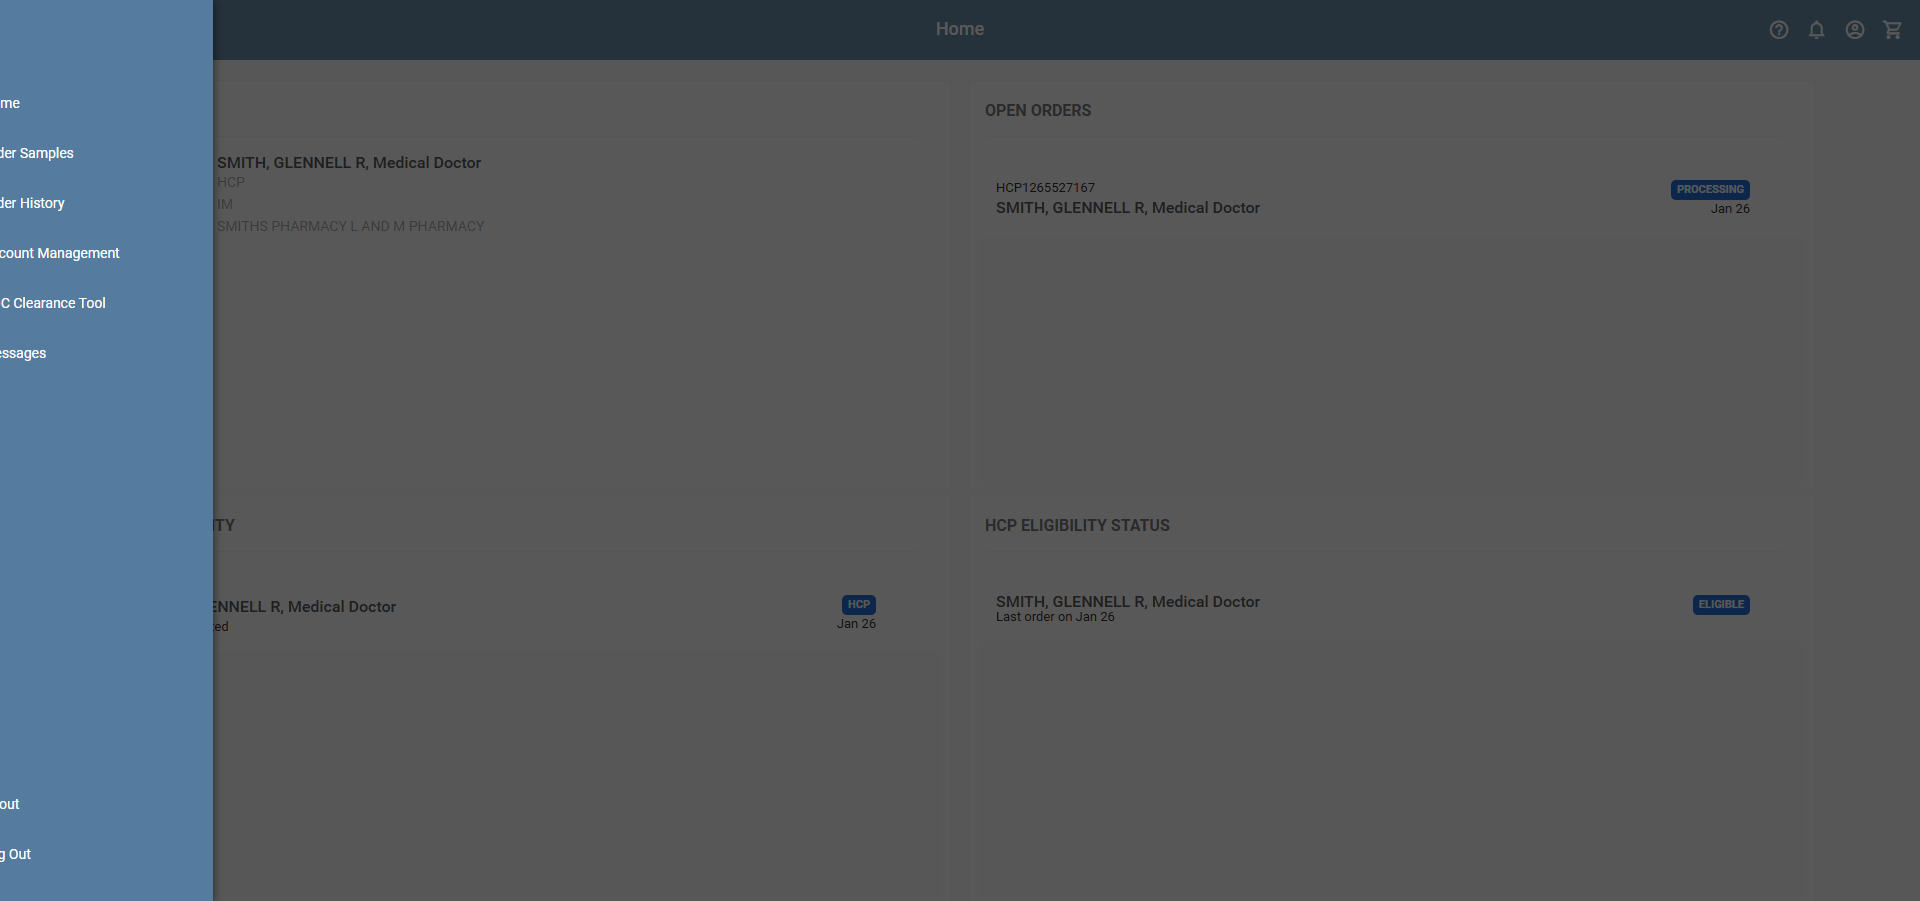 Home
me
der Samples
der History
count Management
C Clearance Tool
essages
out
g Out
SMITH, GLENNELL R, Medical Doctor
HCP
IM
SMITHS PHARMACY L AND M PHARMACY
OPEN ORDERS
HCP1265527167
PROCESSING
SMITH, GLENNELL R, Medical Doctor
Jan 26
ITY
ENNELL R, Medical Doctor
HCP
ted
Jan 26
HCP ELIGIBILITY STATUS
SMITH, GLENNELL R, Medical Doctor
ELIGIBLE
Last order on Jan 26